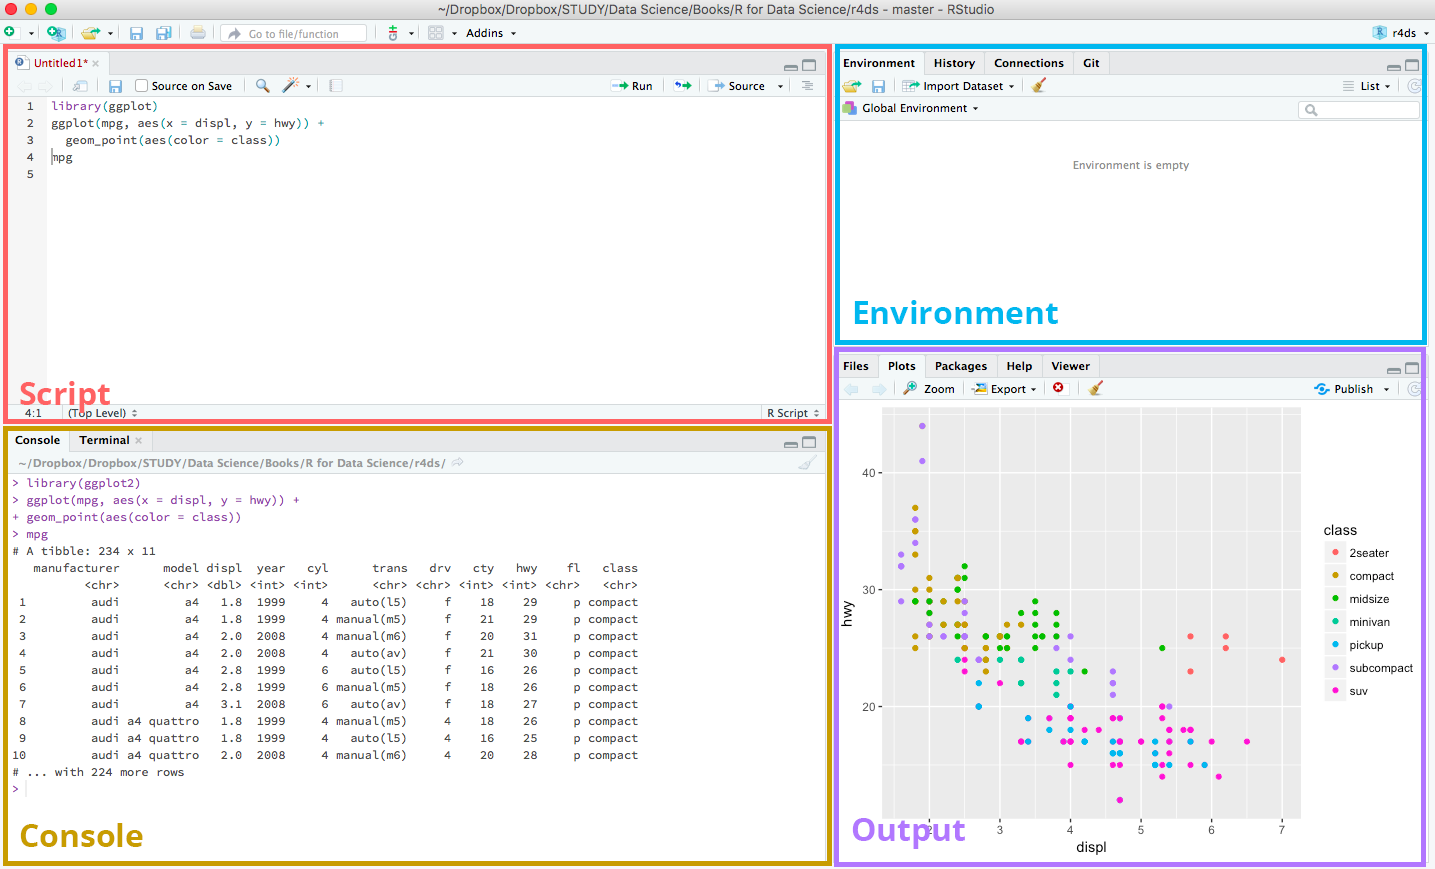 ~/Dropbox/Dropbox/STUDY/Data Science/Books/R for Data Science/r4ds - master - RStudio
Go to file/function
Addins
r4ds
Untitled1*
Source on Save
Run
Source
1 library(ggplot)
2 ggplot(mpg, aes(x = displ, y = hwy)) +
3 geom_point(aes(color = class))
4 mpg
5
Script
4:1 (Top Level) R Script
Console Terminal
~/Dropbox/Dropbox/STUDY/Data Science/Books/R for Data Science/r4ds/
> library(ggplot2)
> ggplot(mpg, aes(x = displ, y = hwy)) +
+ geom_point(aes(color = class))
> mpg
# A tibble: 234 x 11
manufacturer model displ year cyl trans drv cty hwy fl class
<chr> <chr> <dbl> <int> <int> <chr> <chr> <int> <int> <chr> <chr>
1 audi a4 1.8 1999 4 auto(l5) f 18 29 p compact
2 audi a4 1.8 1999 4 manual(m5) f 21 29 p compact
3 audi a4 2.0 2008 4 manual(m6) f 20 31 p compact
4 audi a4 2.0 2008 4 auto(av) f 21 30 p compact
5 audi a4 2.8 1999 6 auto(l5) f 16 26 p compact
6 audi a4 2.8 1999 6 manual(m5) f 18 26 p compact
7 audi a4 3.1 2008 6 auto(av) f 18 27 p compact
8 audi a4 quattro 1.8 1999 4 manual(m5) 4 18 26 p compact
9 audi a4 quattro 1.8 1999 4 auto(l5) 4 16 25 p compact
10 audi a4 quattro 2.0 2008 4 manual(m6) 4 20 28 p compact
# ... with 224 more rows
>
Console
Environment History Connections Git
Import Dataset List
Global Environment
Environment is empty
Environment
Files Plots Packages Help Viewer
Zoom Export Publish
40
30
20
hwy
2 3 4 5 6 7
displ
class
2seater
compact
midsize
minivan
pickup
subcompact
suv
Output